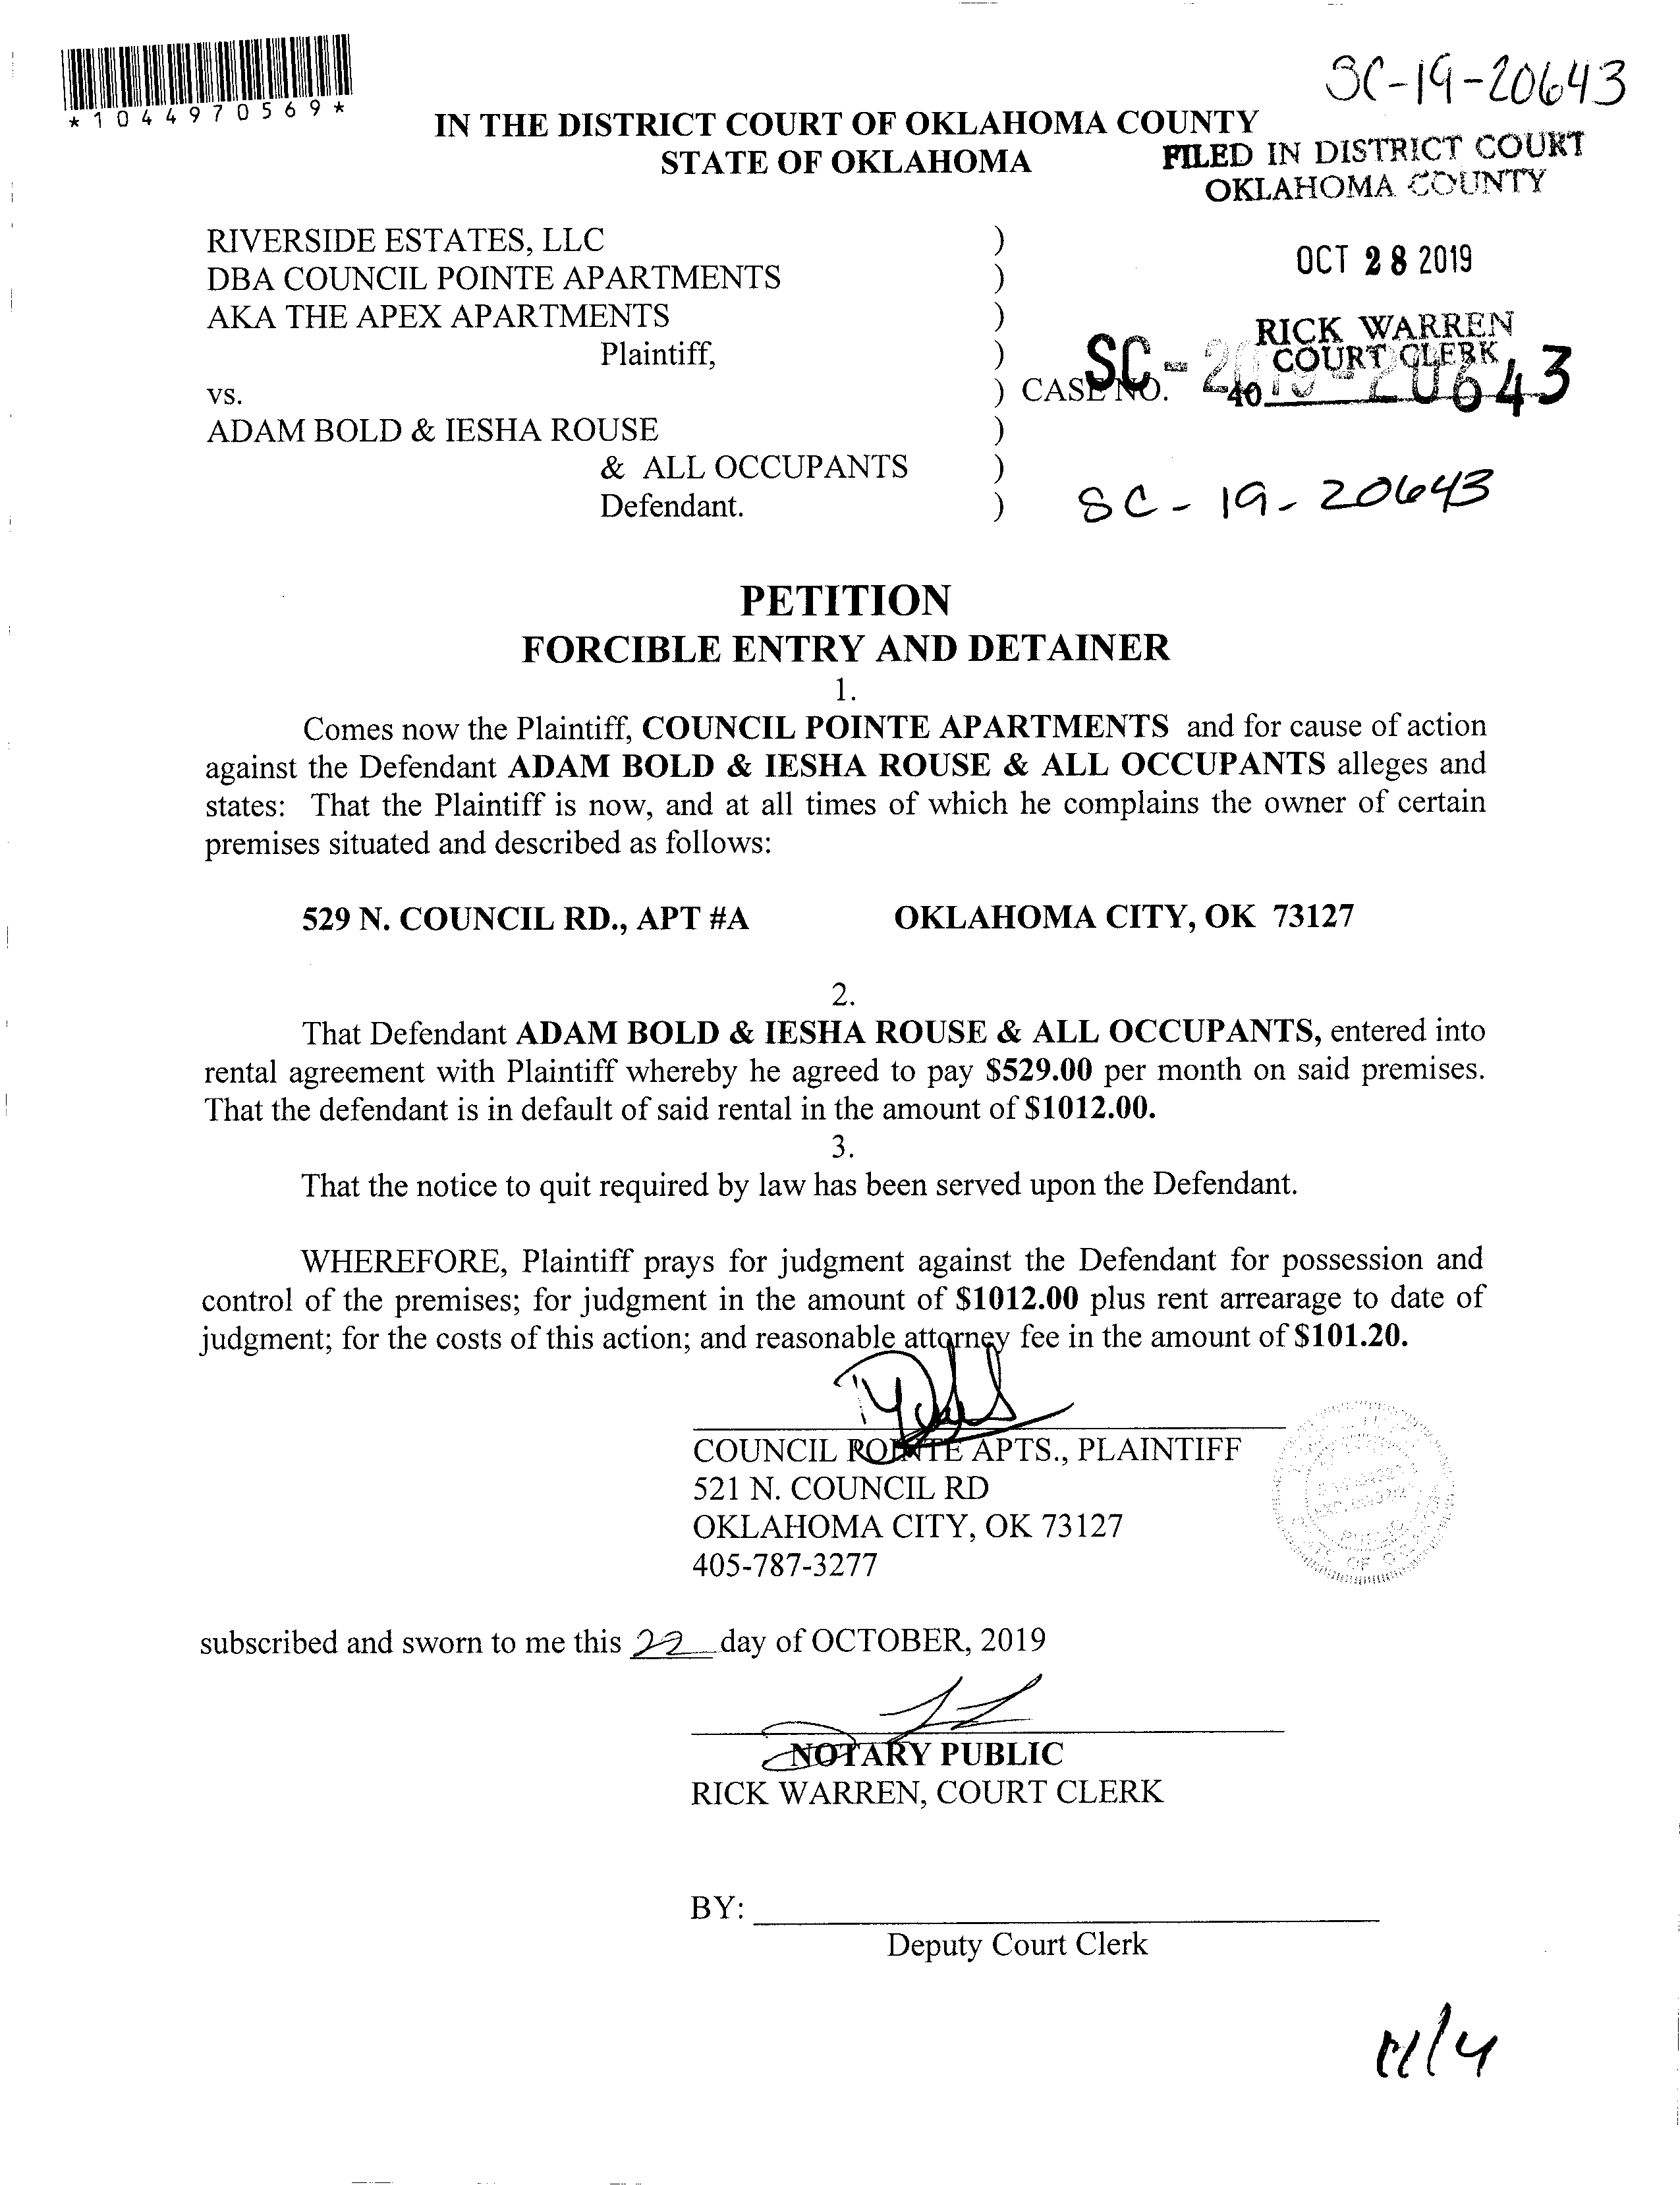 SC-19-20643
*1044970569*
IN THE DISTRICT COURT OF OKLAHOMA COUNTY
STATE OF OKLAHOMA
FILED IN DISTRICT COURT
OKLAHOMA COUNTY
RIVERSIDE ESTATES, LLC )
DBA COUNCIL POINTE APARTMENTS )
AKA THE APEX APARTMENTS )
Plaintiff, )
OCT 28 2019
RICK WARREN
COURT CLERK
40
vs. ) CASE NO. SC-2019-20643
ADAM BOLD & IESHA ROUSE )
& ALL OCCUPANTS )
Defendant. )
SC-19-20643
PETITION
FORCIBLE ENTRY AND DETAINER
1.
Comes now the Plaintiff, COUNCIL POINTE APARTMENTS and for cause of action
against the Defendant ADAM BOLD & IESHA ROUSE & ALL OCCUPANTS alleges and
states: That the Plaintiff is now, and at all times of which he complains the owner of certain
premises situated and described as follows:
529 N. COUNCIL RD., APT #A OKLAHOMA CITY, OK 73127
2.
That Defendant ADAM BOLD & IESHA ROUSE & ALL OCCUPANTS, entered into
rental agreement with Plaintiff whereby he agreed to pay $529.00 per month on said premises.
That the defendant is in default of said rental in the amount of $1012.00.
3.
That the notice to quit required by law has been served upon the Defendant.
WHEREFORE, Plaintiff prays for judgment against the Defendant for possession and
control of the premises; for judgment in the amount of $1012.00 plus rent arrearage to date of
judgment; for the costs of this action; and reasonable attorney fee in the amount of $101.20.
COUNCIL POINTE APTS., PLAINTIFF
521 N. COUNCIL RD
OKLAHOMA CITY, OK 73127
405-787-3277
subscribed and sworn to me this 22 day of OCTOBER, 2019
NOTARY PUBLIC
RICK WARREN, COURT CLERK
BY:
Deputy Court Clerk
11/4